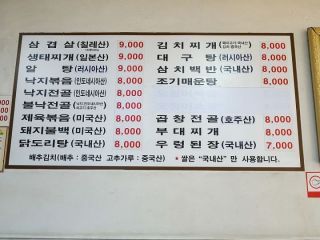 삼겹살(칠레산) 9,000
생태찌개(일본산) 9,000
알탕(러시아산) 9,000
낙지볶음(인도네시아산) 8,000
낙지전골(인도네시아산) 8,000
불낙전골 8,000
제육볶음(미국산) 8,000
돼지불백(미국산) 8,000
닭도리탕(국내산) 8,000
김치찌개 8,000
대구탕(러시아산) 8,000
삼치백반(국내산) 8,000
조기매운탕 8,000
곱창전골(호주산) 8,000
부대찌개 8,000
우렁된장(국내산) 7,000
배추김치(배추:중국산 고추가루:중국산) * 쌀은 "국내산" 만 사용합니다.